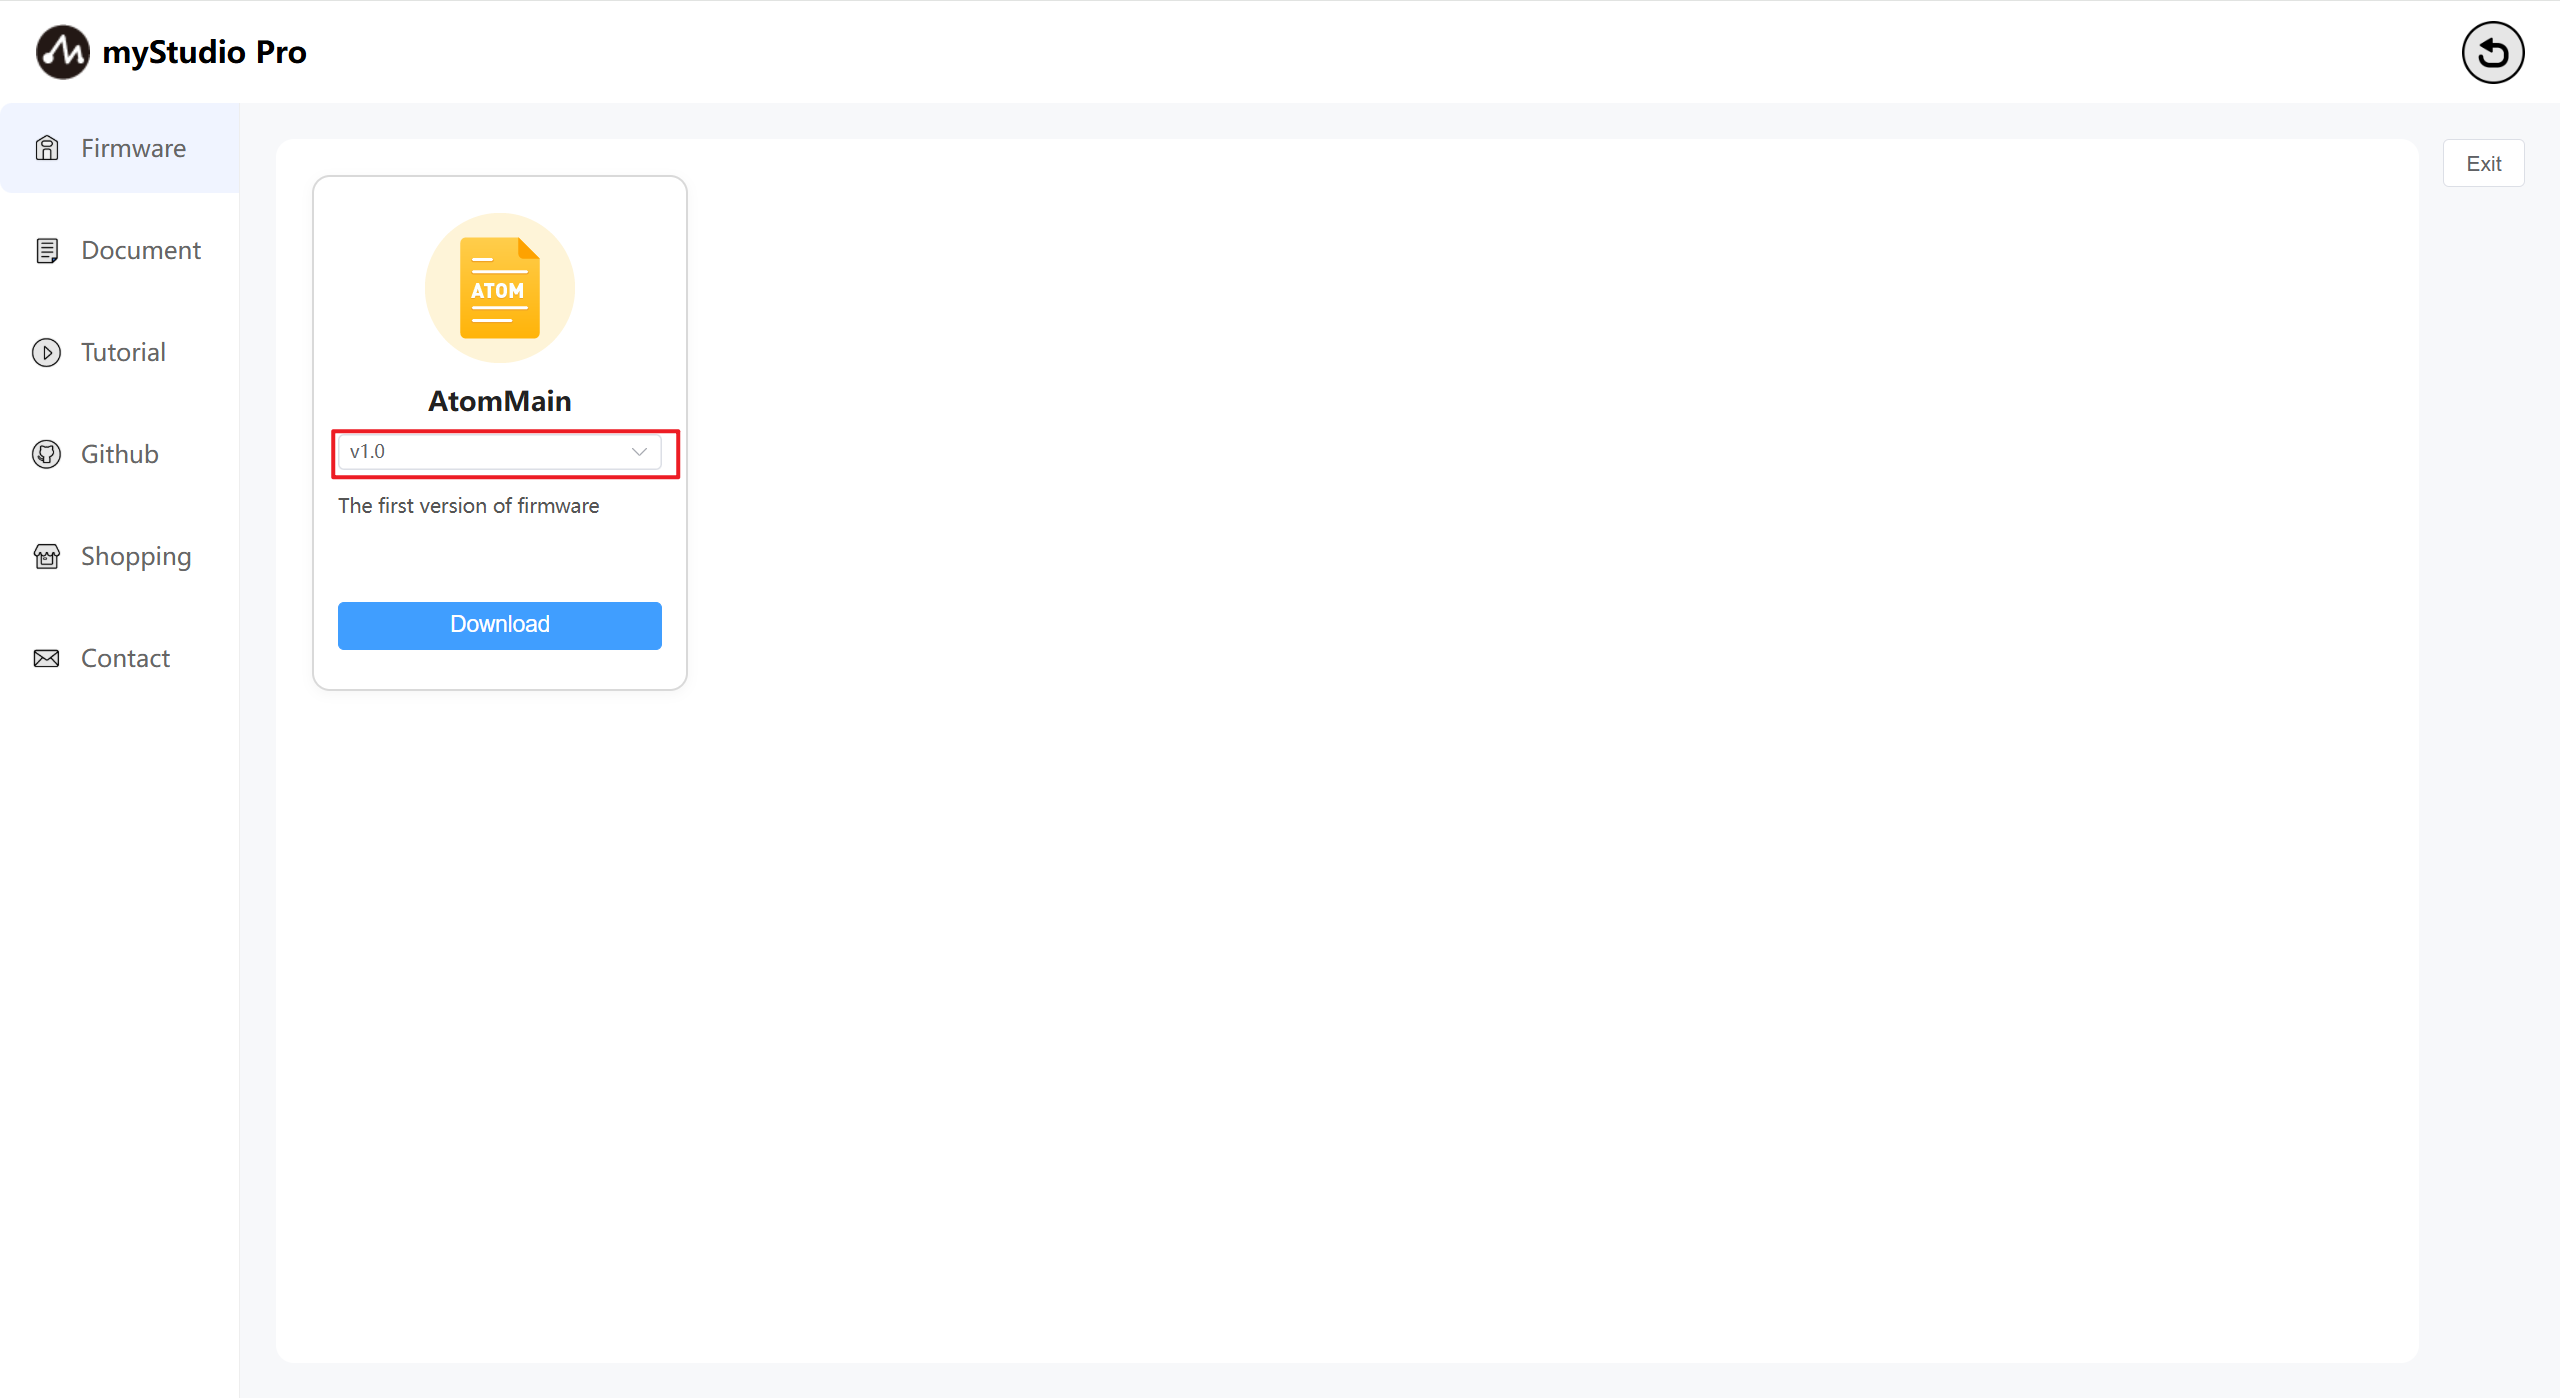 myStudio Pro
Firmware
Exit
Document
Tutorial
Github
Shopping
Contact
ATOM
AtomMain
v1.0
The first version of firmware
Download